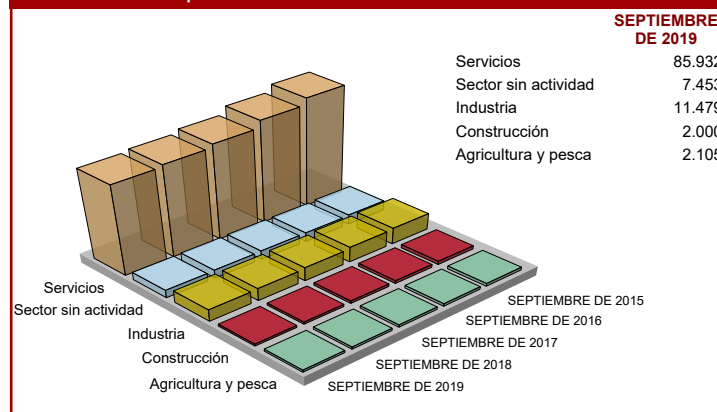 SEPTIEMBRE
DE 2019
Servicios 85.932
Sector sin actividad 7.453
Industria 11.479
Construcción 2.000
Agricultura y pesca 2.105
Servicios
Sector sin actividad
Industria
Construcción
Agricultura y pesca
SEPTIEMBRE DE 2015
SEPTIEMBRE DE 2016
SEPTIEMBRE DE 2017
SEPTIEMBRE DE 2018
SEPTIEMBRE DE 2019